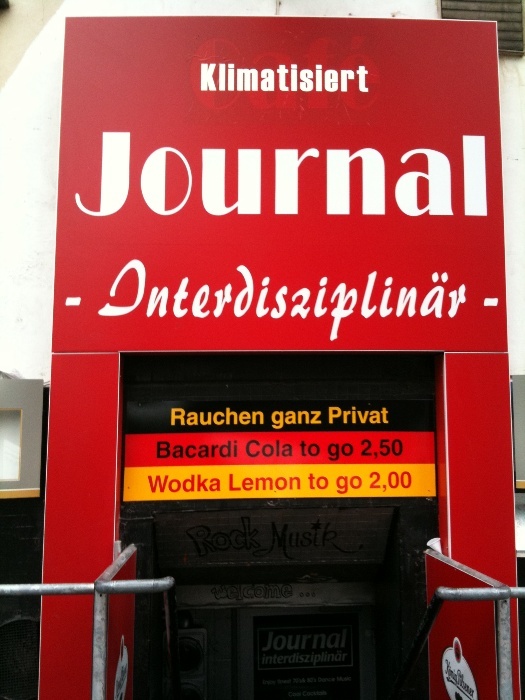 Klimatisiert
Journal
- Interdisziplinär -
Rauchen ganz Privat
Bacardi Cola to go 2,50
Wodka Lemon to go 2,00
Rock Musik
Welcome ...
Journal
interdisziplinär